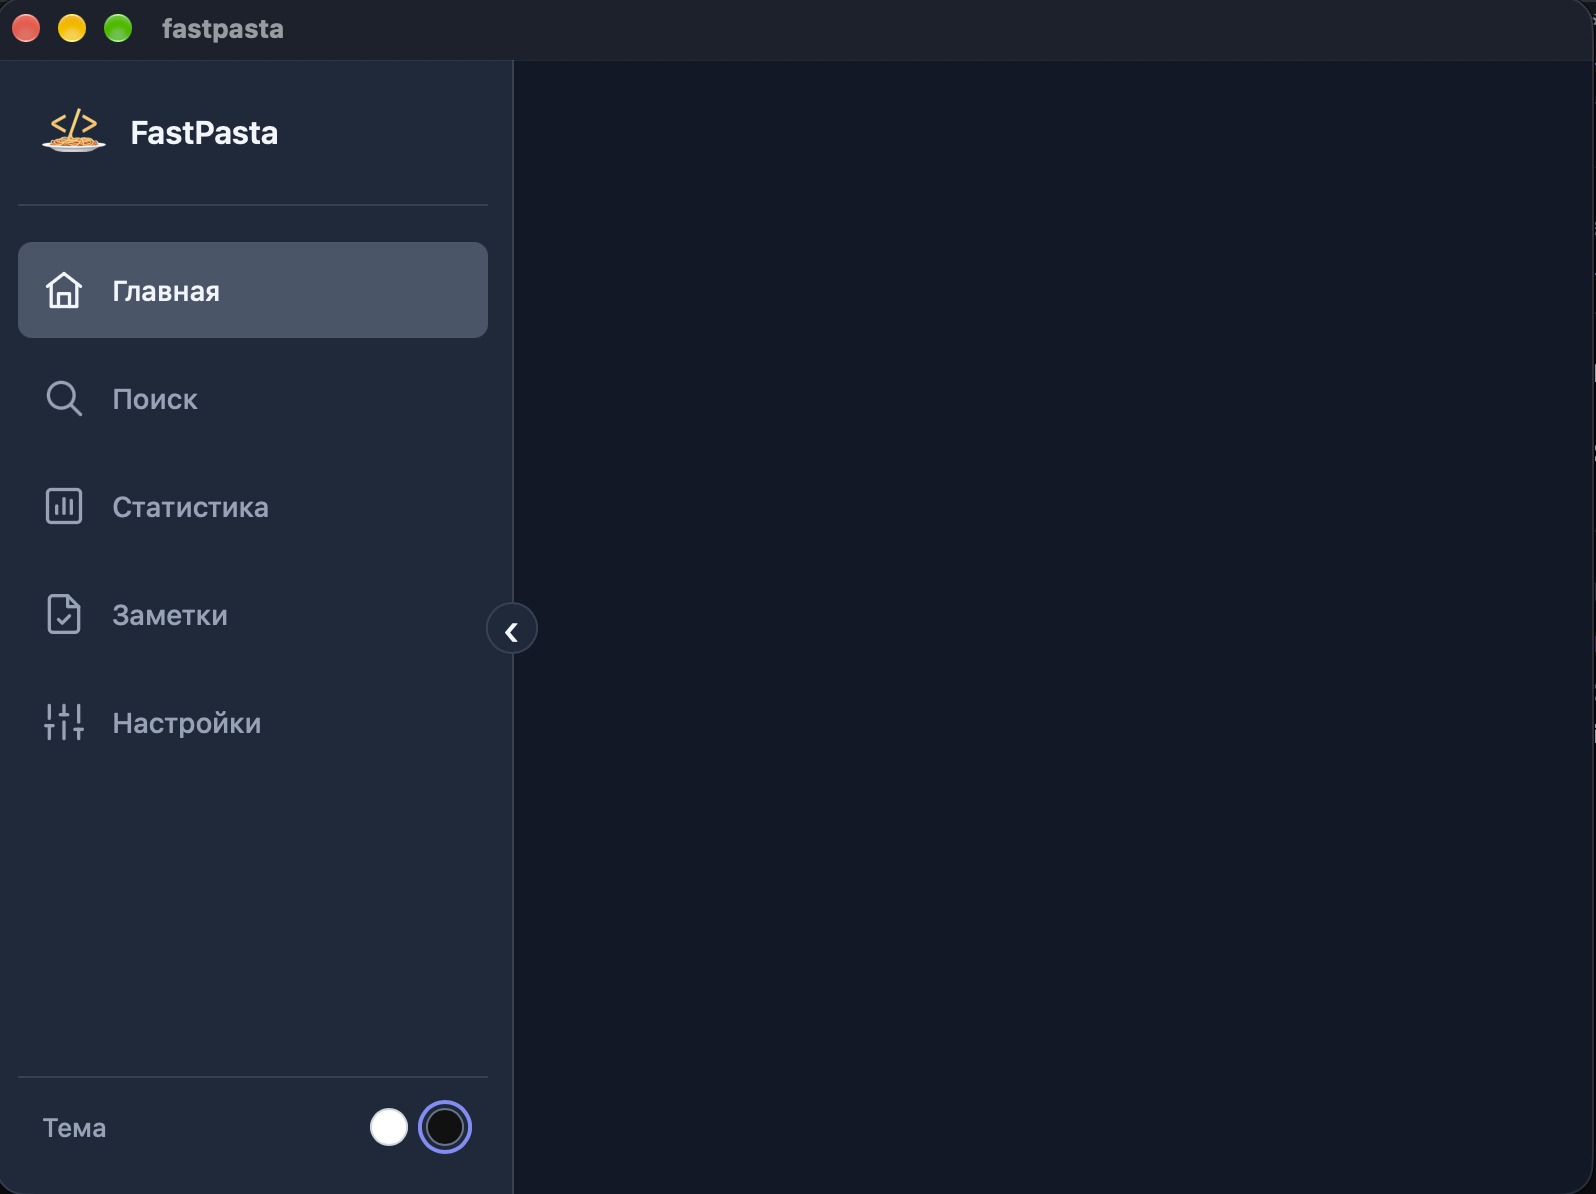 fastpasta
FastPasta
Главная
Поиск
Статистика
Заметки
Настройки
Тема